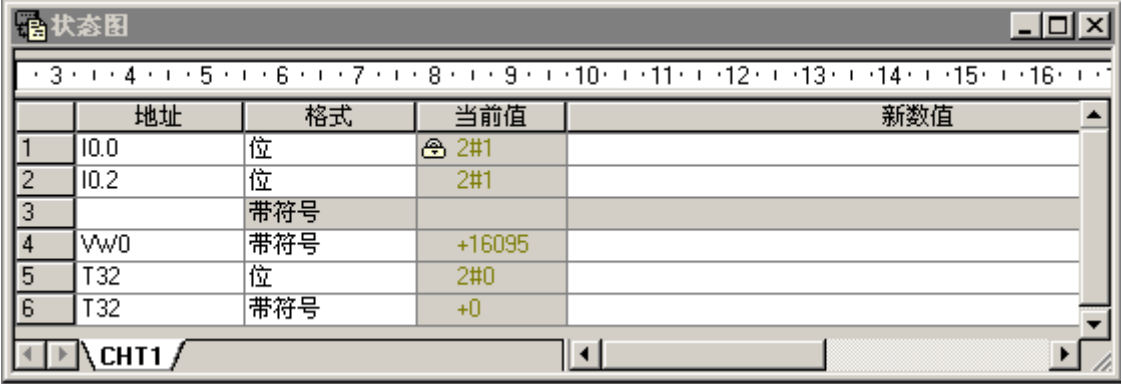 状态图
· 3 · ı · 4 · ı · 5 · ı · 6 · ı · 7 · ı · 8 · ı · 9 · ı · 10 · ı · 11 · ı · 12 · ı · 13 · ı · 14 · ı · 15 · ı · 16 · ı ·
地址 格式 当前值 新数值
1 I0.0 位 2#1
2 I0.2 位 2#1
3 带符号
4 VW0 带符号 +16095
5 T32 位 2#0
6 T32 带符号 +0
CHT1